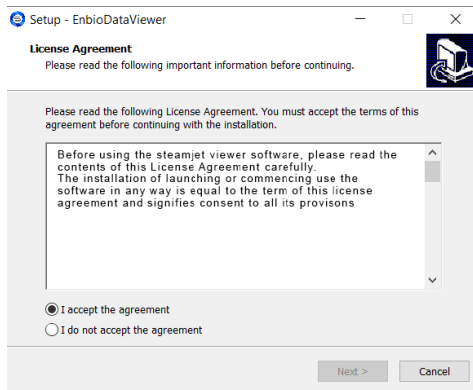 Setup - EnbioDataViewer
License Agreement
Please read the following important information before continuing.
Please read the following License Agreement. You must accept the terms of this
agreement before continuing with the installation.
Before using the steamjet viewer software, please read the
contents of this License Agreement carefully.
The installation of launching or commencing use the
software in any way is equal to the term of this license
agreement and signifies consent to all its provisons
I accept the agreement
I do not accept the agreement
Next >
Cancel